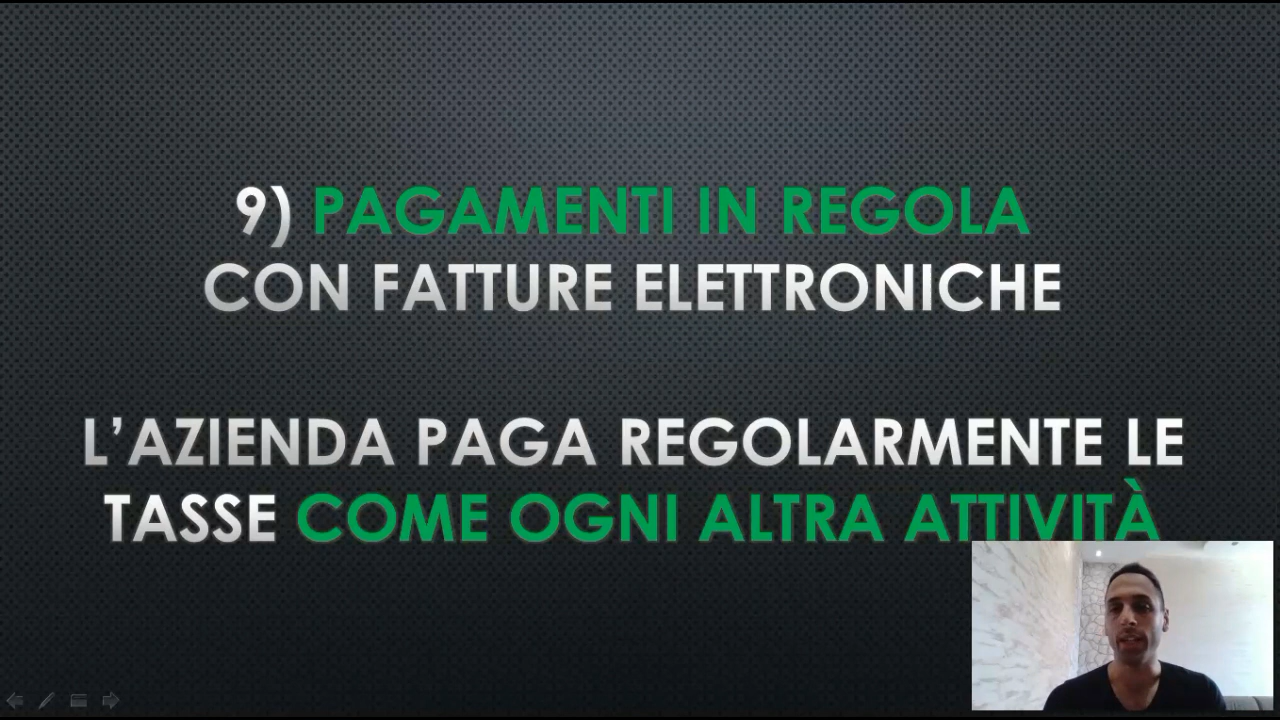 9) PAGAMENTI IN REGOLA
CON FATTURE ELETTRONICHE
L’AZIENDA PAGA REGOLARMENTE LE
TASSE COME OGNI ALTRA ATTIVITÀ